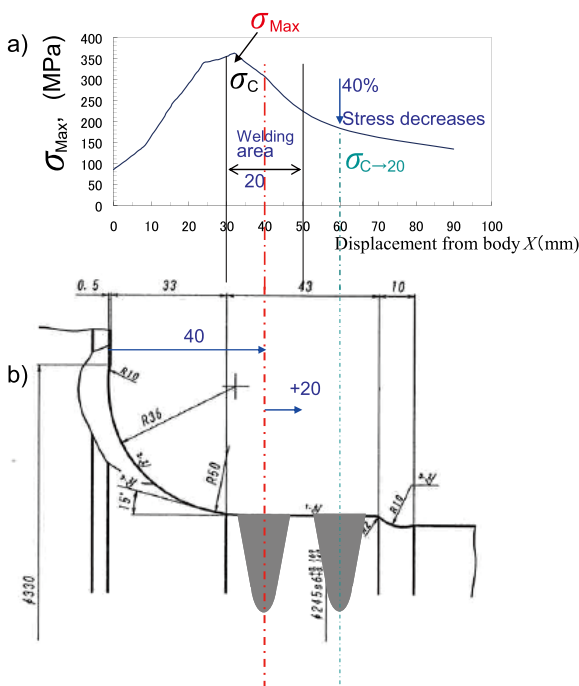 a)
σMax
σMax, (MPa)
400
350
300
250
200
150
100
50
0
σC
40%
Stress decreases
Welding
area
20
σC→20
0 10 20 30 40 50 60 70 80 90 100
Displacement from body X(mm)
0.5 33 43 10
b)
40
+20
R10
R36
R50
15°
R10
φ330
φ245